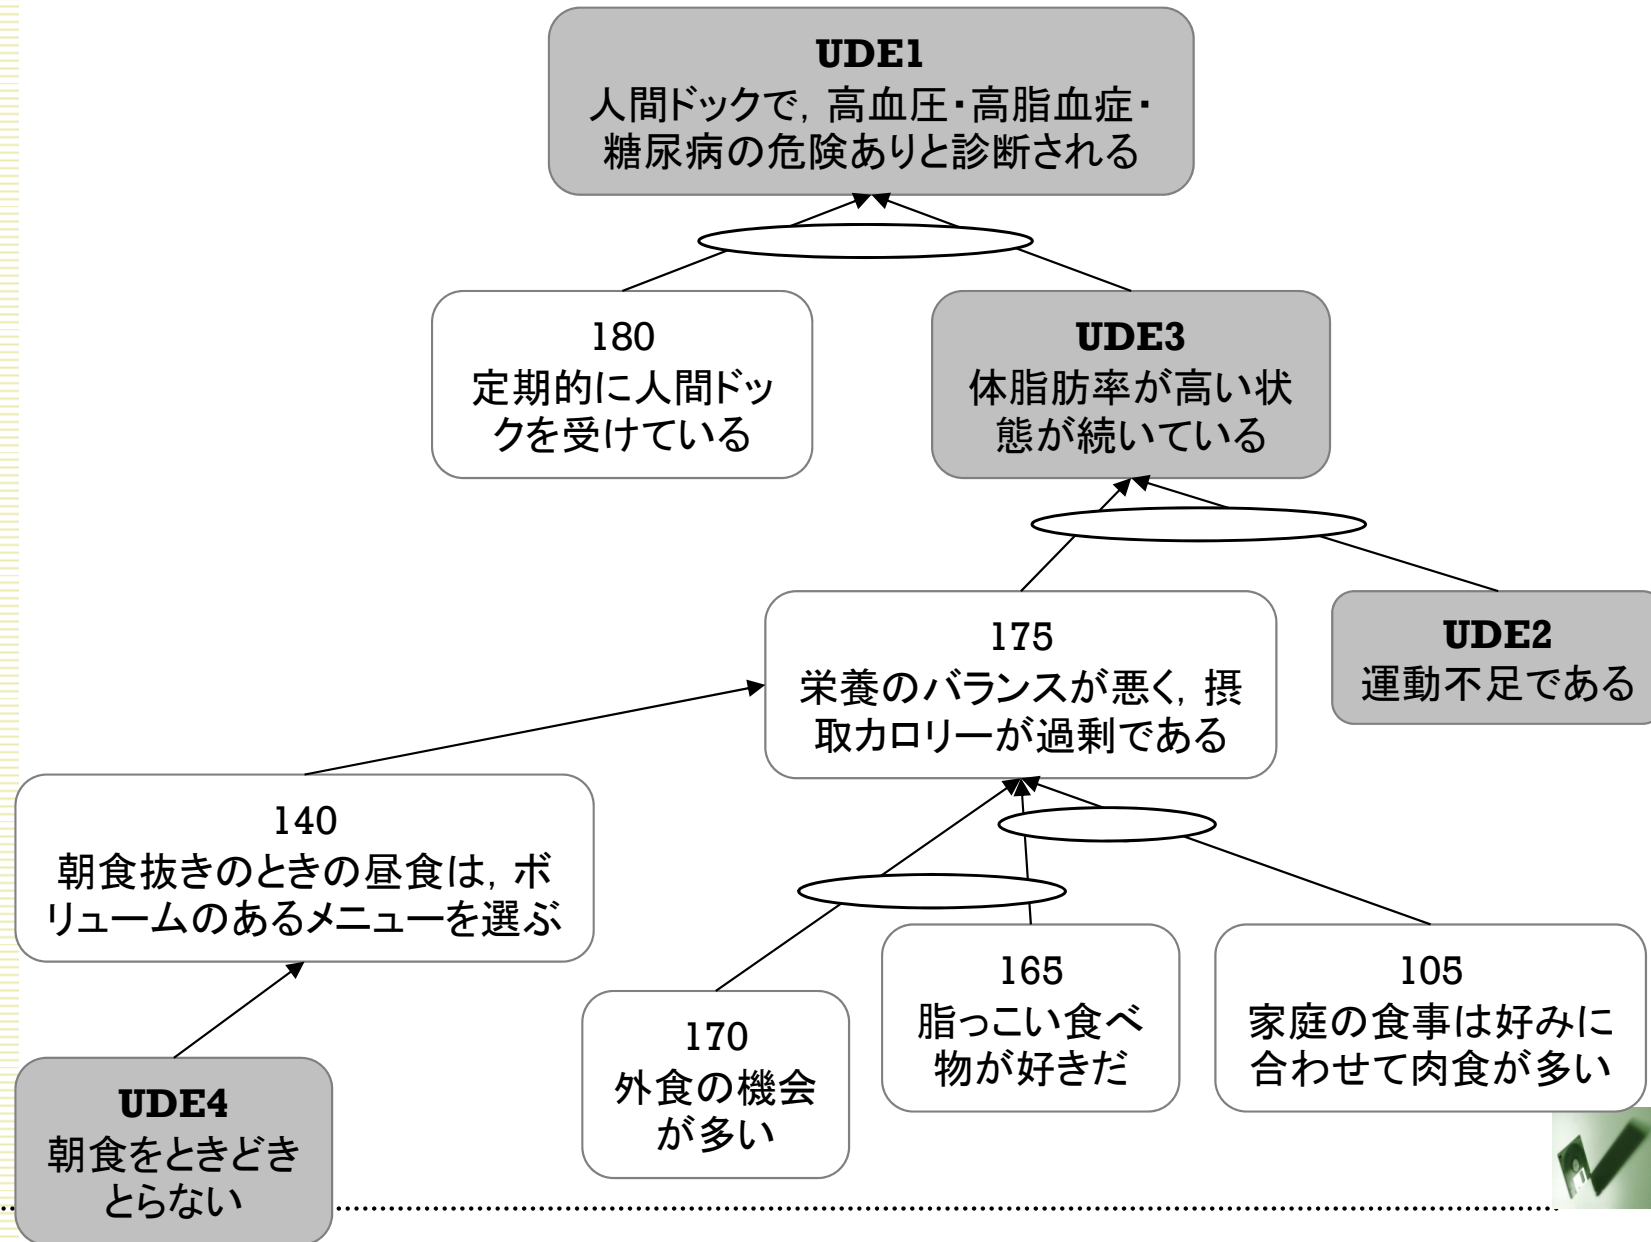 UDE1
人間ドックで, 高血圧・高脂血症・
糖尿病の危険ありと診断される
180
定期的に人間ドッ
クを受けている
UDE3
体脂肪率が高い状
態が続いている
175
栄養のバランスが悪く, 摂
取カロリーが過剰である
UDE2
運動不足である
140
朝食抜きのときの昼食は, ボ
リュームのあるメニューを選ぶ
170
外食の機会
が多い
165
脂っこい食べ
物が好きだ
105
家庭の食事は好みに
合わせて肉食が多い
UDE4
朝食をときどき
とらない